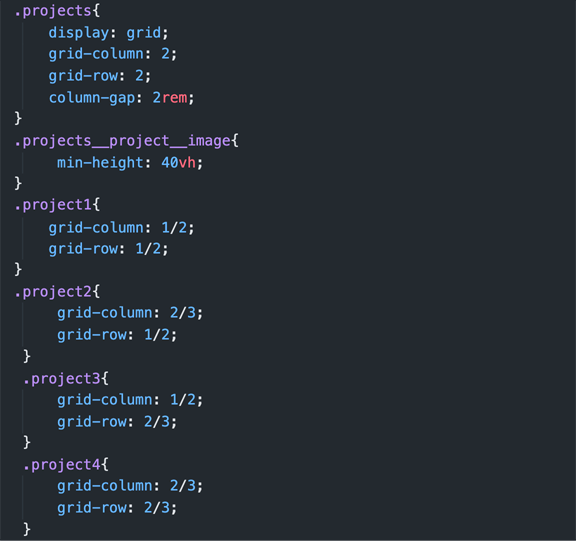 .projects{
    display: grid;
    grid-column: 2;
    grid-row: 2;
    column-gap: 2rem;
}
.projects__project__image{
     min-height: 40vh;
}
.project1{
    grid-column: 1/2;
    grid-row: 1/2;
}
.project2{
     grid-column: 2/3;
     grid-row: 1/2;
 }
 .project3{
     grid-column: 1/2;
     grid-row: 2/3;
 }
 .project4{
     grid-column: 2/3;
     grid-row: 2/3;
 }